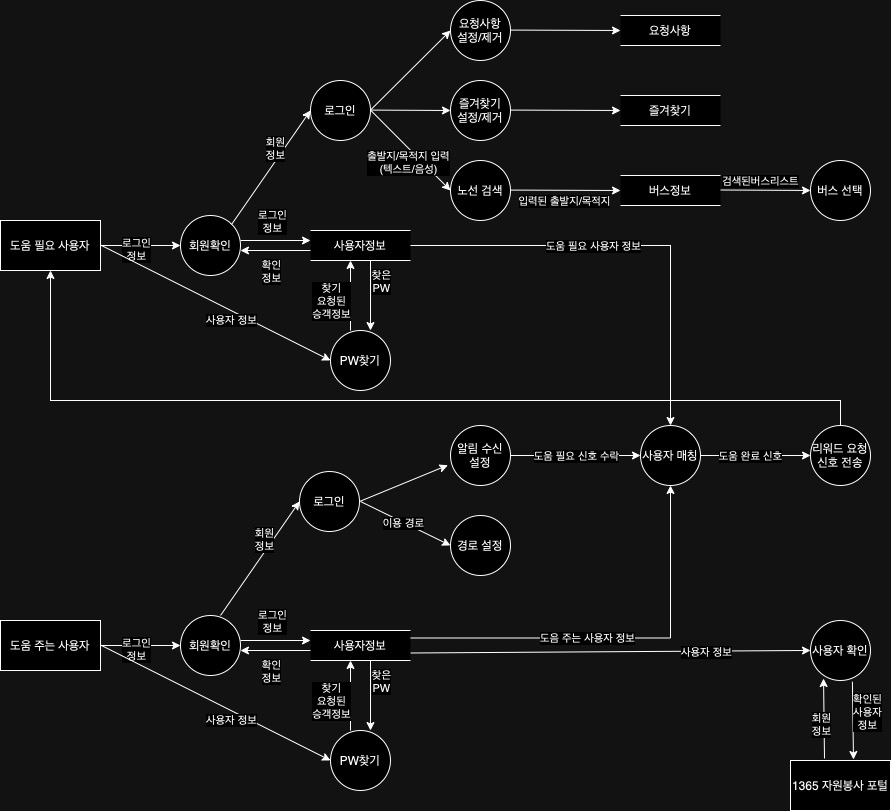 요청사항
설정/제거
요청사항
로그인
즐겨찾기
설정/제거
즐겨찾기
회원
정보
출발지/목적지 입력
(텍스트/음성)
노선 검색
입력된 출발지/목적지
버스정보
검색된버스리스트
버스 선택
도움 필요 사용자
로그인
정보
회원확인
로그인
정보
확인
정보
사용자정보
도움 필요 사용자 정보
찾기
요청된
승객정보
찾은
PW
사용자 정보
PW찾기
알림 수신
설정
도움 필요 신호 수락
사용자 매칭
도움 완료 신호
리워드 요청
신호 전송
로그인
이용 경로
경로 설정
회원
정보
도움 주는 사용자
로그인
정보
회원확인
로그인
정보
확인
정보
사용자정보
도움 주는 사용자 정보
사용자 정보
사용자 확인
찾기
요청된
승객정보
찾은
PW
사용자 정보
PW찾기
회원
정보
확인된
사용자
정보
1365 자원봉사 포털